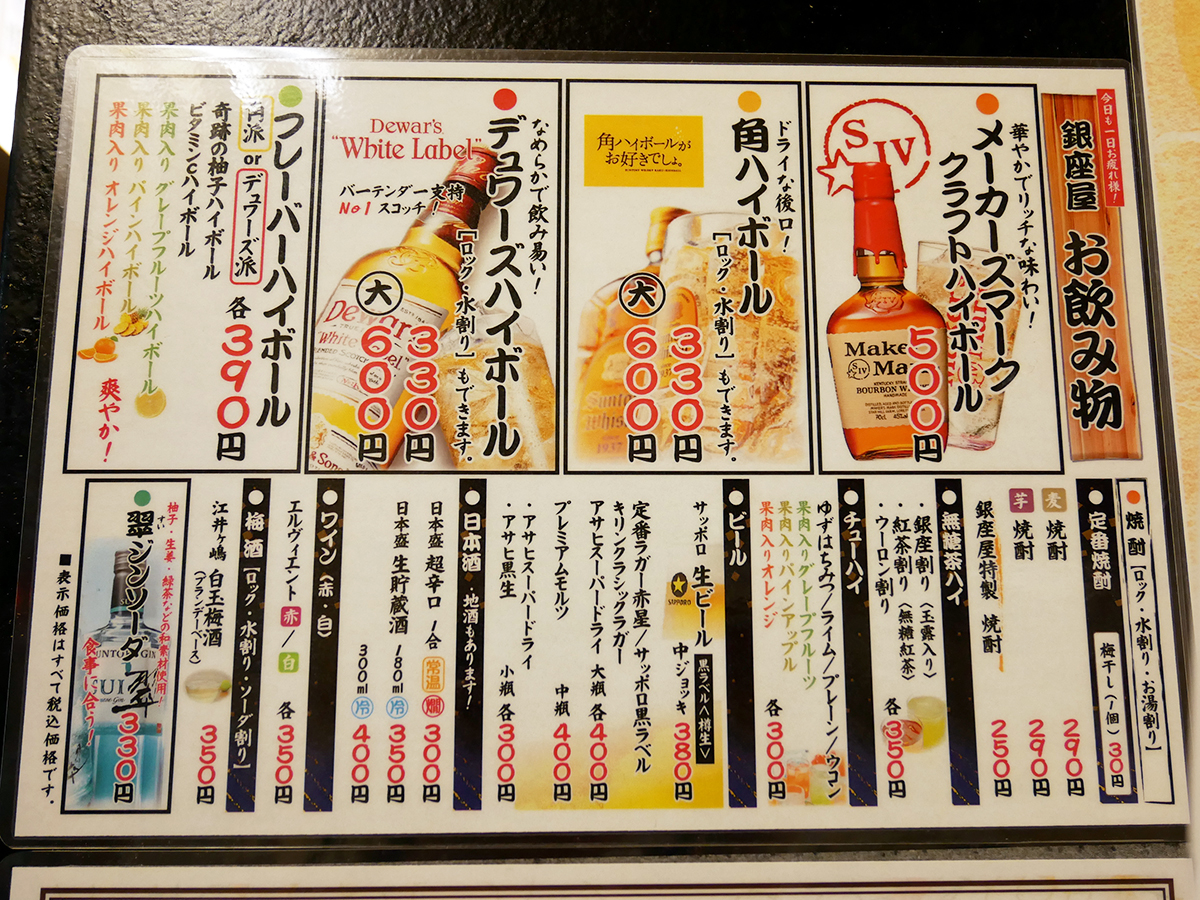 今日も一日お疲れ様！
銀座屋 お飲み物
華やかでリッチな味わい！
●メーカーズマーク
クラフトハイボール
500円
SIV
Maker's
Mark
SIV
KENTUCKY STRAIGHT
BOURBON WHISKY
HANDMADE
70cl 45%
ドライな後口！
●角ハイボール
[ロック・水割り]もできます。
角ハイボールが
お好きでしょ。
330円
大 600円
Suntory
Whisky
1937
なめらかで飲み易い！
●デュワーズハイボール
[ロック・水割り]もできます。
Dewar's
"White Label"
バーテンダー支持
No1 スコッチ！
330円
大 600円
Dewar's
White Label
BLENDED SCOTCH
●フレーバーハイボール
角派 or デュワーズ派 各390円
奇跡の柚子ハイボール
ビタミンCハイボール
果肉入り グレープフルーツハイボール
果肉入り パインハイボール
果肉入り オレンジハイボール 爽やか！
●焼酎 [ロック・水割り・お湯割り]
●定番焼酎 梅干し(1個)30円
麦 焼酎 290円
芋 焼酎 290円
銀座屋特製 焼酎 250円
●無糖茶ハイ
・銀座割り(玉露入り)
・紅茶割り(無糖紅茶)
・ウーロン割り
各350円
●チューハイ
ゆずはちみつ/ライム/プレーン/ウコン
果肉入りグレープフルーツ
果肉入りパインアップル
果肉入りオレンジ
各300円
●ビール
サッポロ 生ビール 黒ラベル<樽生>
SAPPORO
中ジョッキ 380円
定番ラガー赤星/サッポロ黒ラベル
キリンクラシックラガー
アサヒスーパードライ 大瓶 各400円
プレミアムモルツ 中瓶 400円
・アサヒスーパードライ
・アサヒ黒生 小瓶 各300円
●日本酒 ・地酒もあります！
日本盛 超辛口 1合 常温 燗 300円
日本盛 生貯蔵酒 180ml 冷 350円
300ml 冷 400円
●ワイン(赤・白)
エルヴィエント 赤/白 各350円
●梅酒 [ロック・水割り・ソーダ割り]
江井ヶ嶋 白玉梅酒
(ブランデーベース)
350円
柚子・生姜・緑茶などの和素材使用！
●翠ジンソーダ 330円
すい
翠
SUNTORY GIN
SUI
食事に合う！
■表示価格はすべて税込価格です。